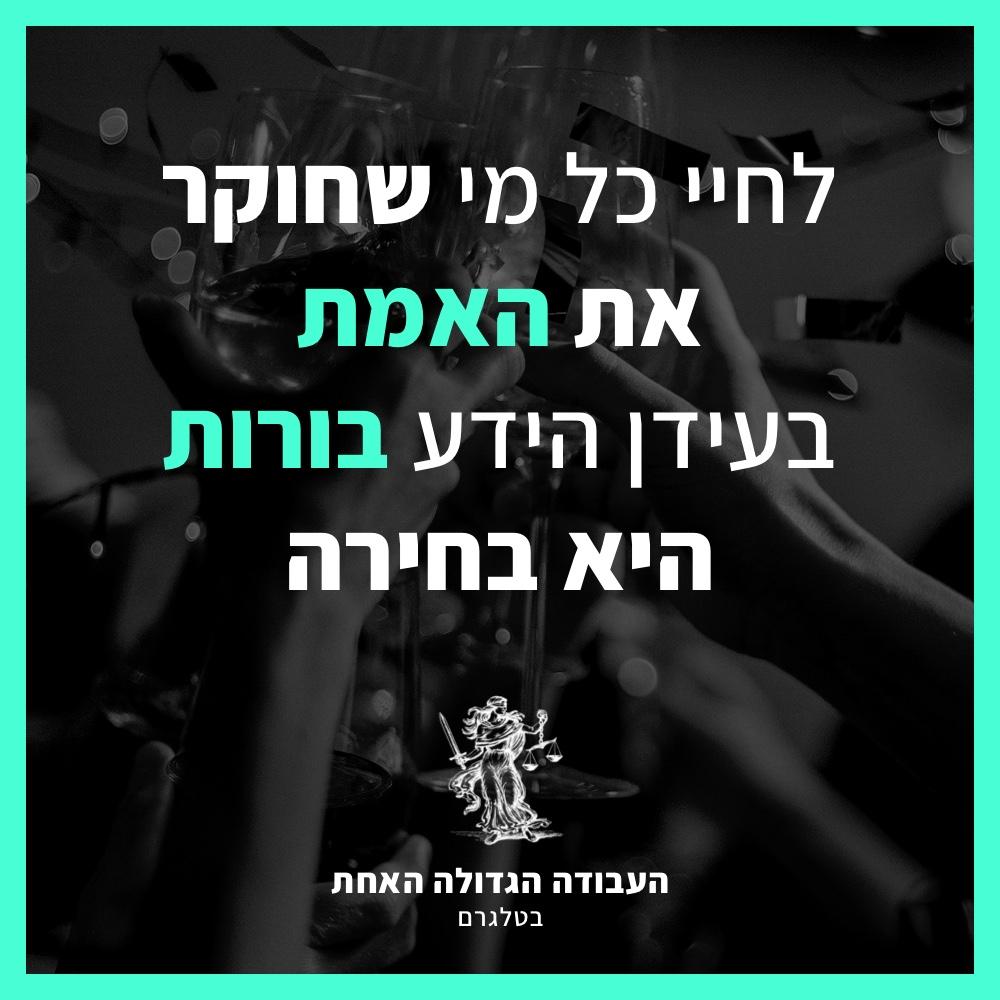 לחיי כל מי שחוקר
את האמת
בעידן הידע בורות
היא בחירה
העבודה הגדולה האחת
בטלגרם